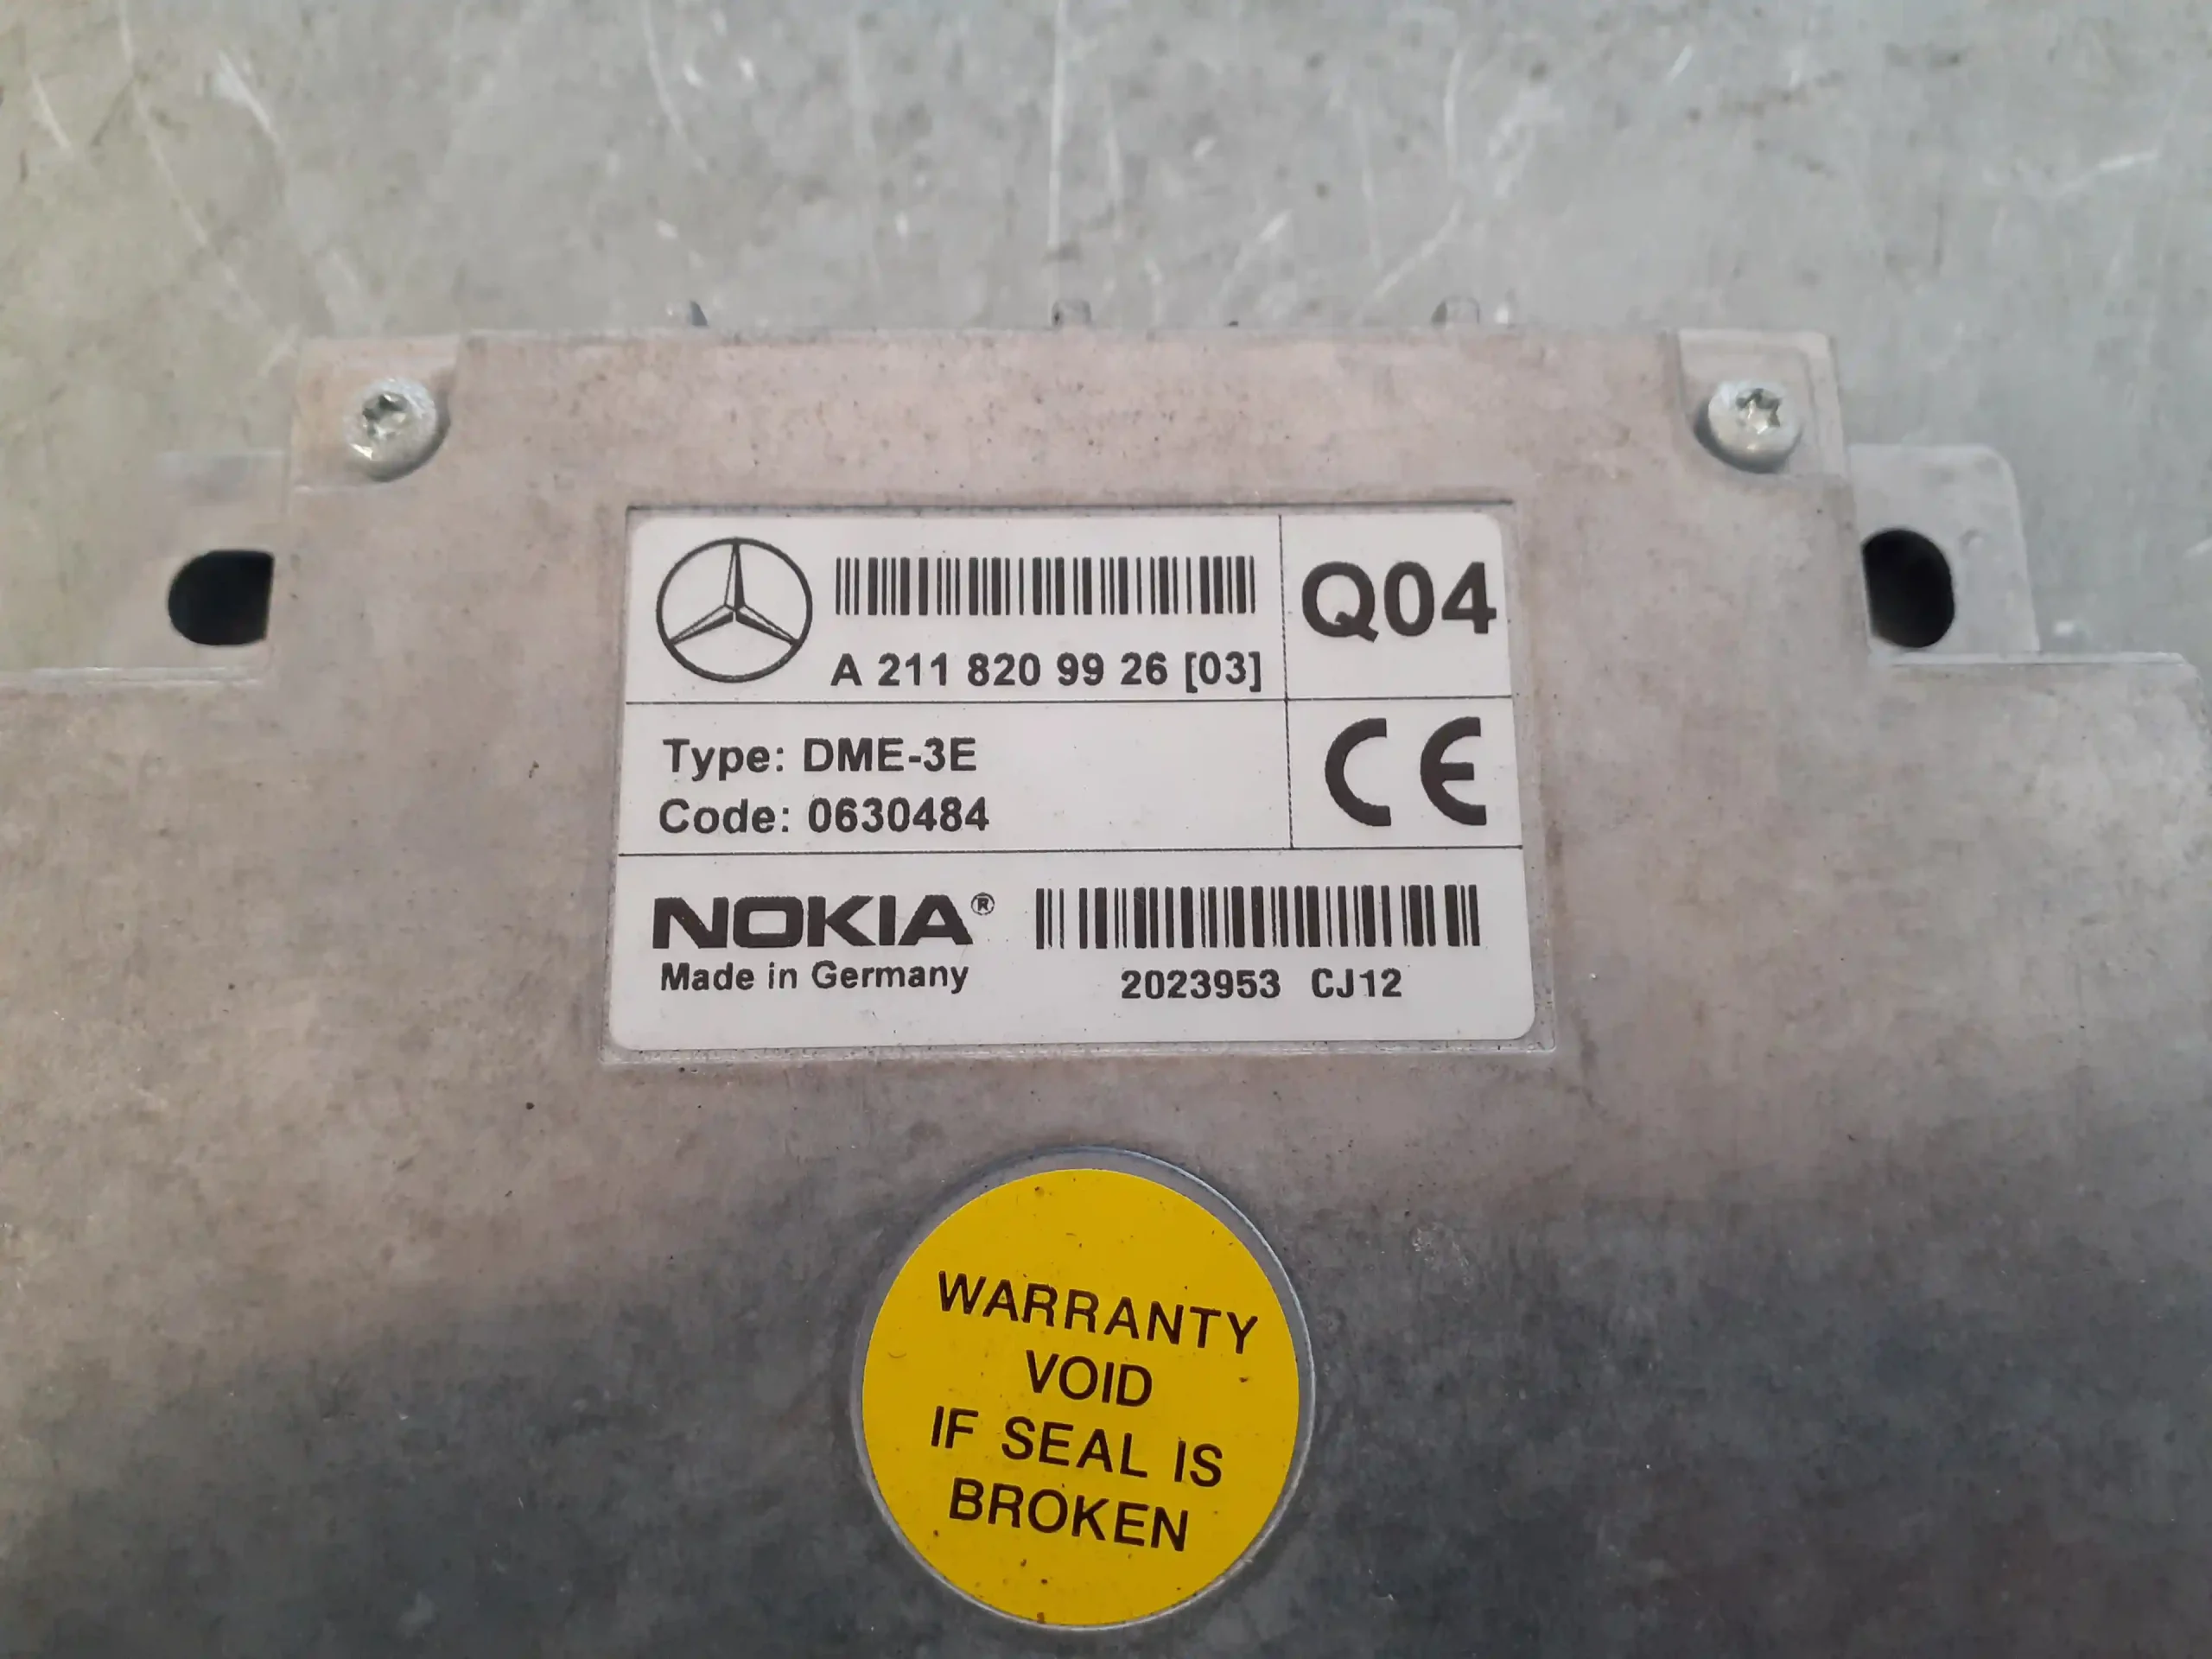 A 211 820 99 26 [03]
Q04
Type: DME-3E
Code: 0630484
CE
NOKIA®
Made in Germany
2023953 CJ12
WARRANTY
VOID
IF SEAL IS
BROKEN